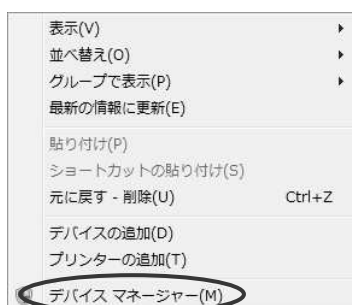 表示(V)
並べ替え(O)
グループで表示(P)
最新の情報に更新(E)
貼り付け(P)
ショートカットの貼り付け(S)
元に戻す - 削除(U) Ctrl+Z
デバイスの追加(D)
プリンターの追加(T)
デバイス マネージャー(M)